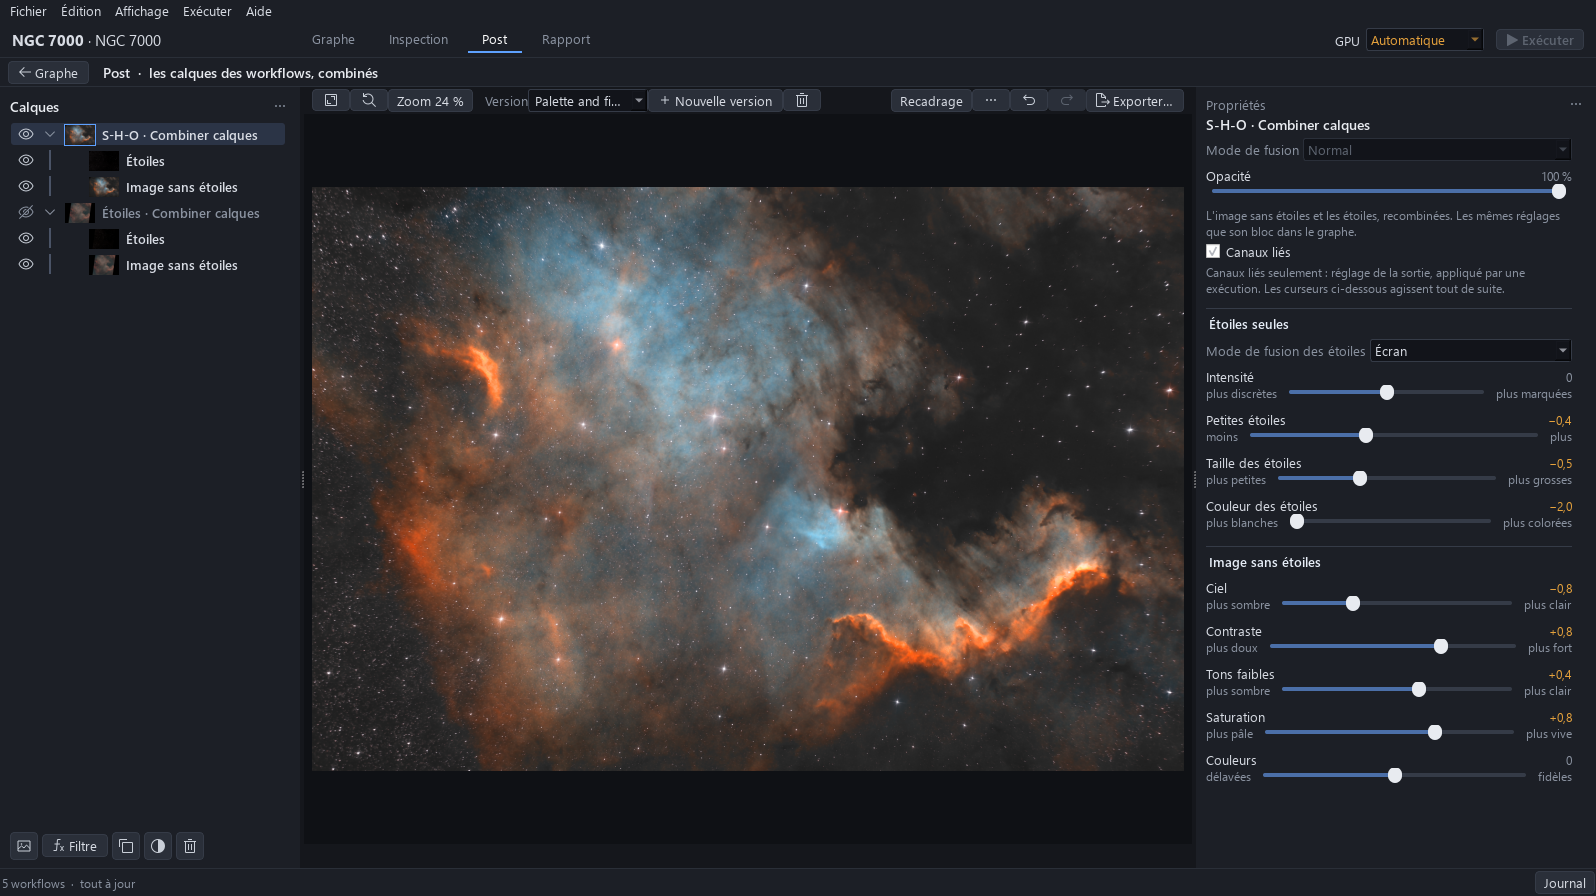 Fichier Édition Affichage Exécuter Aide
NGC 7000 · NGC 7000 Graphe Inspection Post Rapport GPU Automatique Exécuter
Graphe Post · les calques des workflows, combinés
Calques ... Zoom 24 % Version Palette and fi... + Nouvelle version Recadrage ... Exporter...
S-H-O · Combiner calques
Étoiles
Image sans étoiles
Étoiles · Combiner calques
Étoiles
Image sans étoiles
fx Filtre
Propriétés ...
S-H-O · Combiner calques
Mode de fusion Normal
Opacité 100 %
L'image sans étoiles et les étoiles, recombinées. Les mêmes réglages
que son bloc dans le graphe.
Canaux liés
Canaux liés seulement : réglage de la sortie, appliqué par une
exécution. Les curseurs ci-dessous agissent tout de suite.
Étoiles seules
Mode de fusion des étoiles Écran
Intensité 0
plus discrètes plus marquées
Petites étoiles −0,4
moins plus
Taille des étoiles −0,5
plus petites plus grosses
Couleur des étoiles −2,0
plus blanches plus colorées
Image sans étoiles
Ciel −0,8
plus sombre plus clair
Contraste +0,8
plus doux plus fort
Tons faibles +0,4
plus sombre plus clair
Saturation +0,8
plus pâle plus vive
Couleurs 0
délavées fidèles
5 workflows · tout à jour Journal